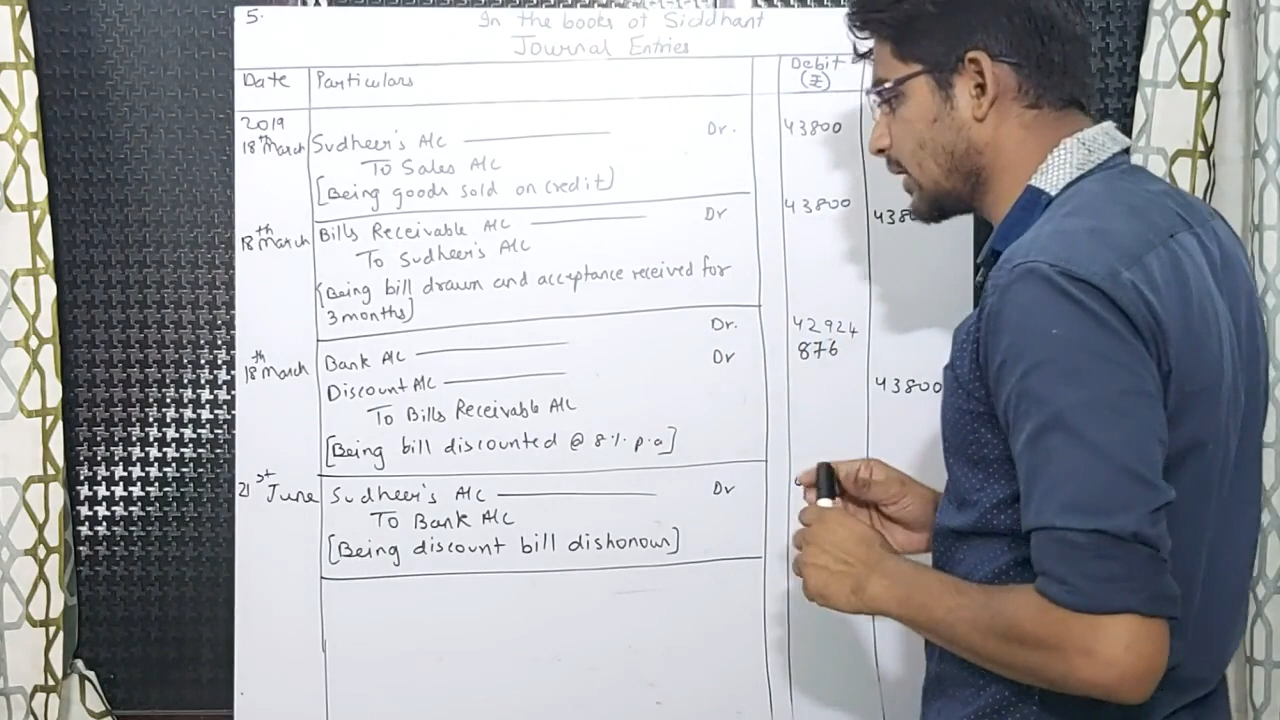 5.
In the books of Siddhant
Journal Entries
Date Particulars Debit (₹)
2019
18th March Sudheer's A/c Dr. 43800
To Sales A/c
[Being goods sold on credit]
18th March Bills Receivable A/c Dr 43800
To Sudheer's A/c
[Being bill drawn and acceptance received for
3 months]
18th March Bank A/c Dr. 42924
Discount A/c Dr 876
To Bills Receivable A/c 43800
[Being bill discounted @ 8%. p.a]
21st June Sudheer's A/c Dr
To Bank A/c
[Being discount bill dishonour]